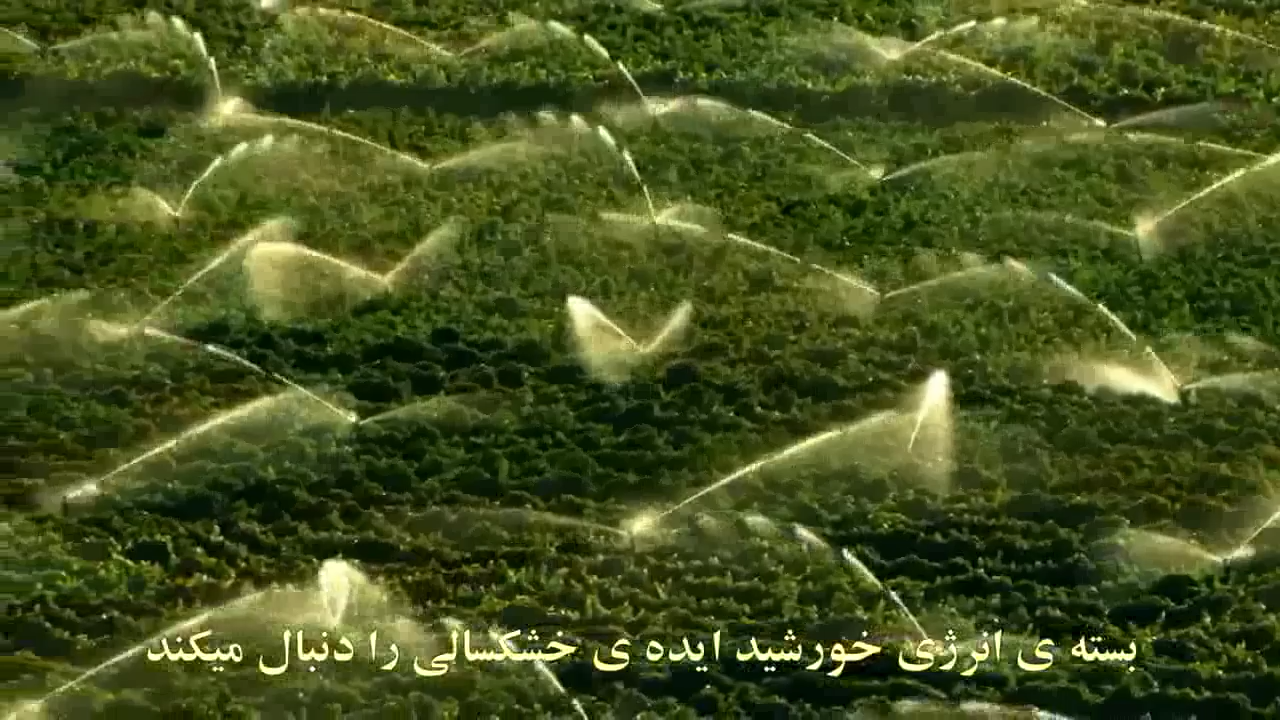 بسته ی انرژی خورشید ایده ی خشکسالی را دنبال میکند